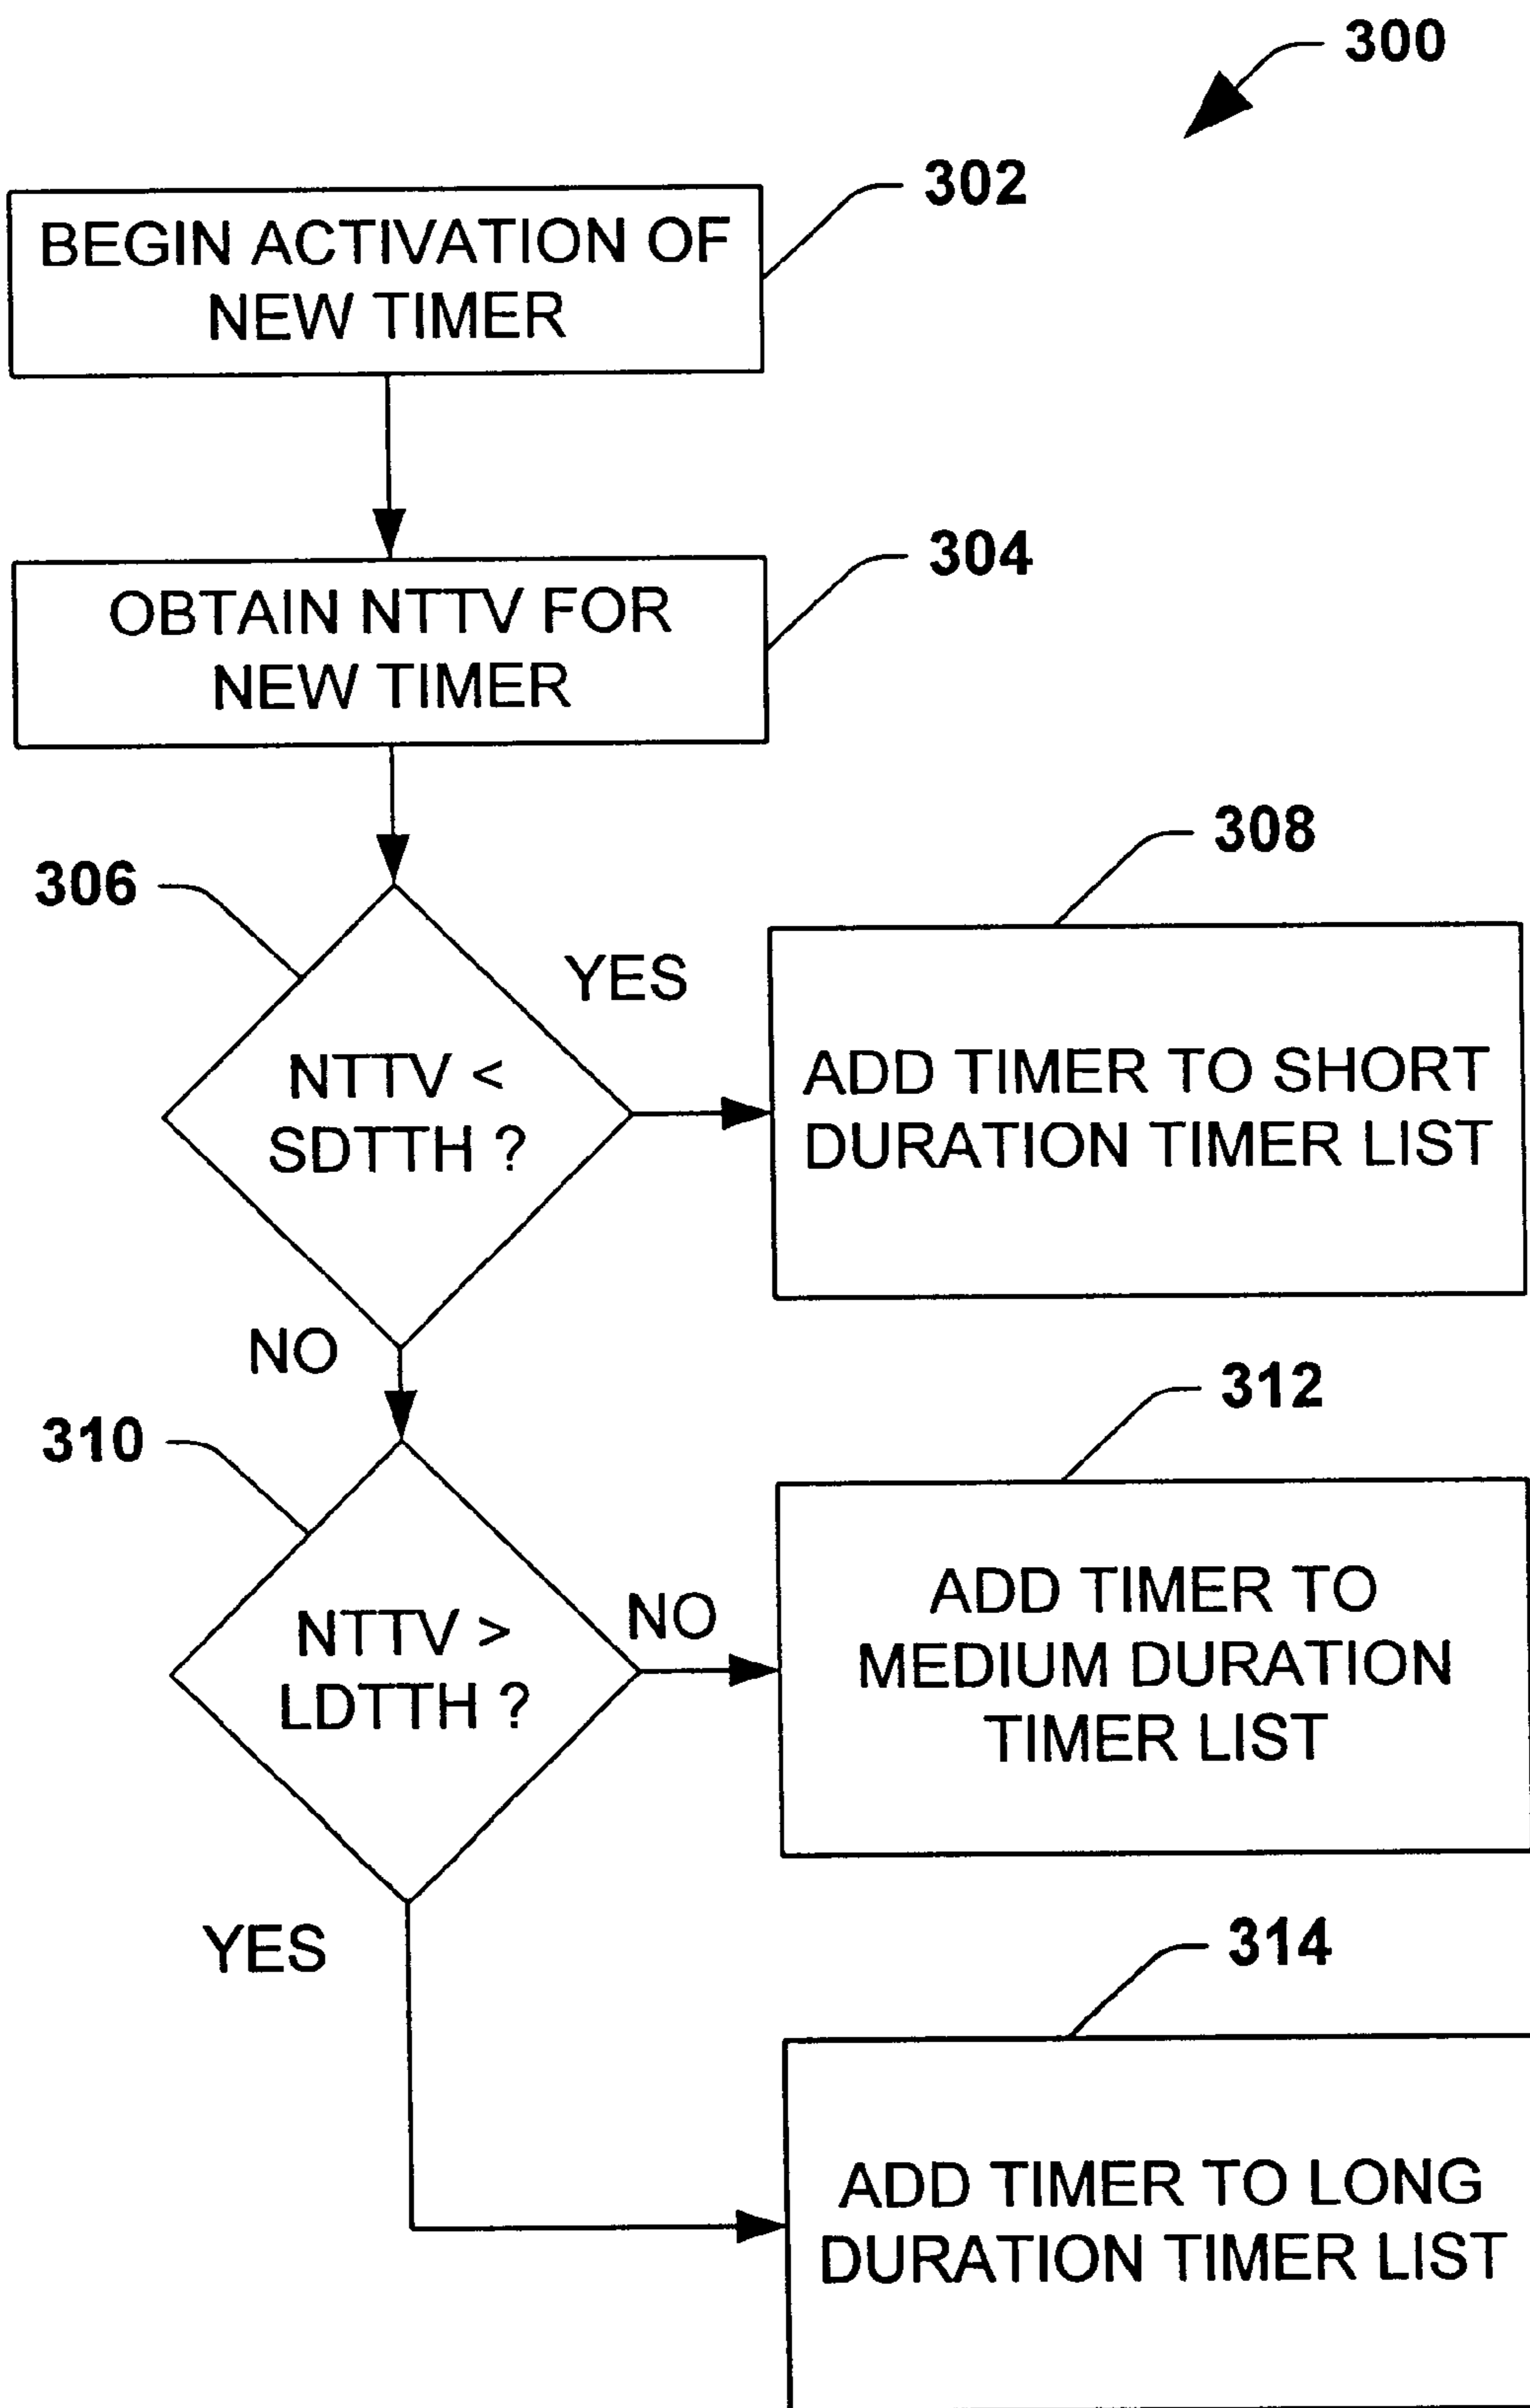 300
302
BEGIN ACTIVATION OF
NEW TIMER
304
OBTAIN NTTV FOR
NEW TIMER
306
NTTV <
SDTTH ?
YES
308
ADD TIMER TO SHORT
DURATION TIMER LIST
NO
310
NTTV >
LDTTH ?
NO
312
ADD TIMER TO
MEDIUM DURATION
TIMER LIST
YES
314
ADD TIMER TO LONG
DURATION TIMER LIST